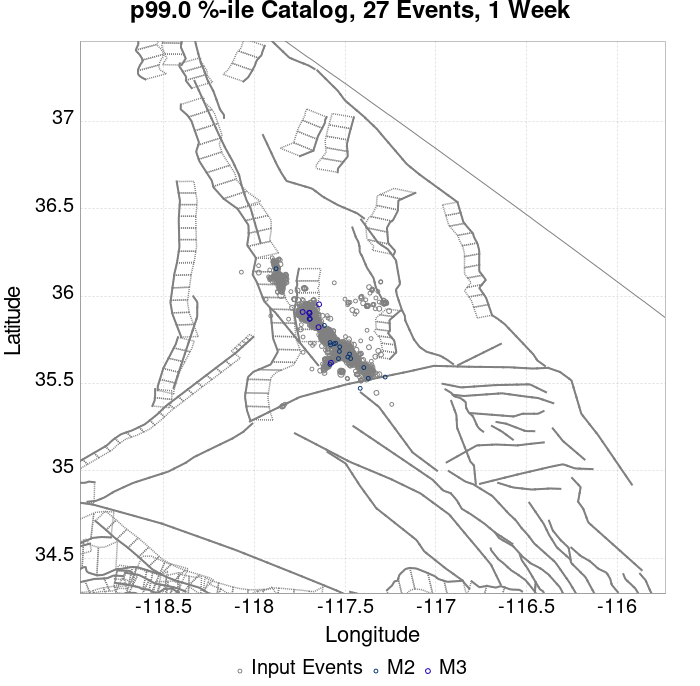 p99.0 %-ile Catalog, 27 Events, 1 Week
37
36.5
36
35.5
35
34.5
Latitude
-118.5 -118 -117.5 -117 -116.5 -116
Longitude
Input Events M2 M3